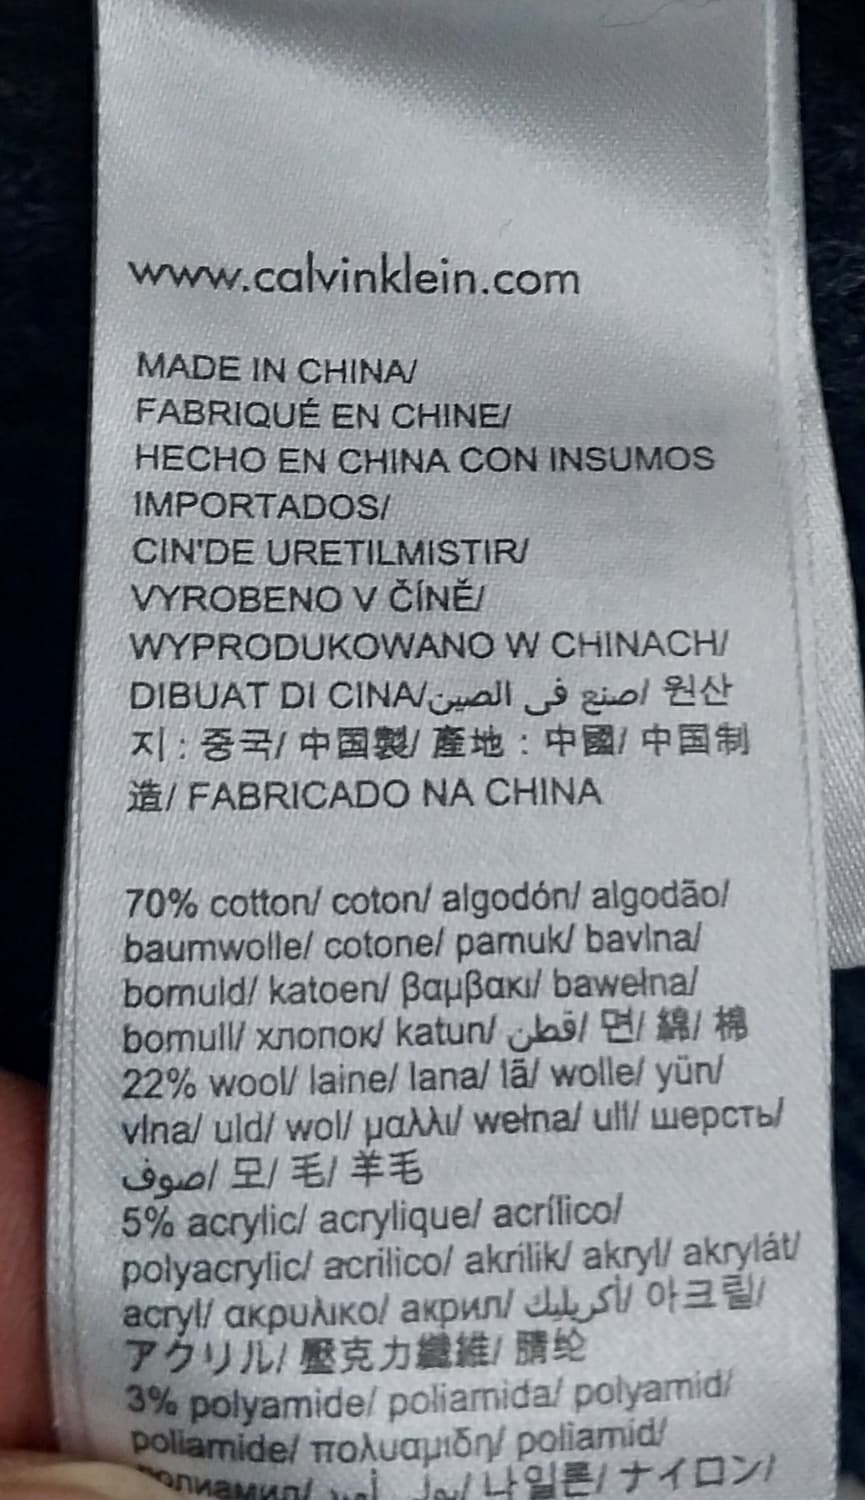 www.calvinklein.com
MADE IN CHINA/
FABRIQUÉ EN CHINE/
HECHO EN CHINA CON INSUMOS
IMPORTADOS/
CIN'DE URETILMISTIR/
VYROBENO V ČÍNĚ/
WYPRODUKOWANO W CHINACH/
DIBUAT DI CINA/صنع فى الصين/ 원산
지 : 중국/ 中国製/ 產地 : 中國/ 中国制
造/ FABRICADO NA CHINA
70% cotton/ coton/ algodón/ algodão/
baumwolle/ cotone/ pamuk/ bavlna/
bomuld/ katoen/ βαμβακι/ bawełna/
bomull/ хлопок/ katun/ قطن/ 면/ 綿/ 棉
22% wool/ laine/ lana/ lã/ wolle/ yün/
vlna/ uld/ wol/ μαλλι/ wełna/ ull/ шерсть/
صوف/ 모/ 毛/ 羊毛
5% acrylic/ acrylique/ acrílico/
polyacrylic/ acrilico/ akrilik/ akryl/ akrylát/
acryl/ ακρυλικο/ акрил/ أكريليك/ 아크릴/
アクリル/ 壓克力纖維/ 腈纶
3% polyamide/ poliamida/ polyamid/
poliamide/ πολυαμιδη/ poliamid/
나일론/ ナイロン/